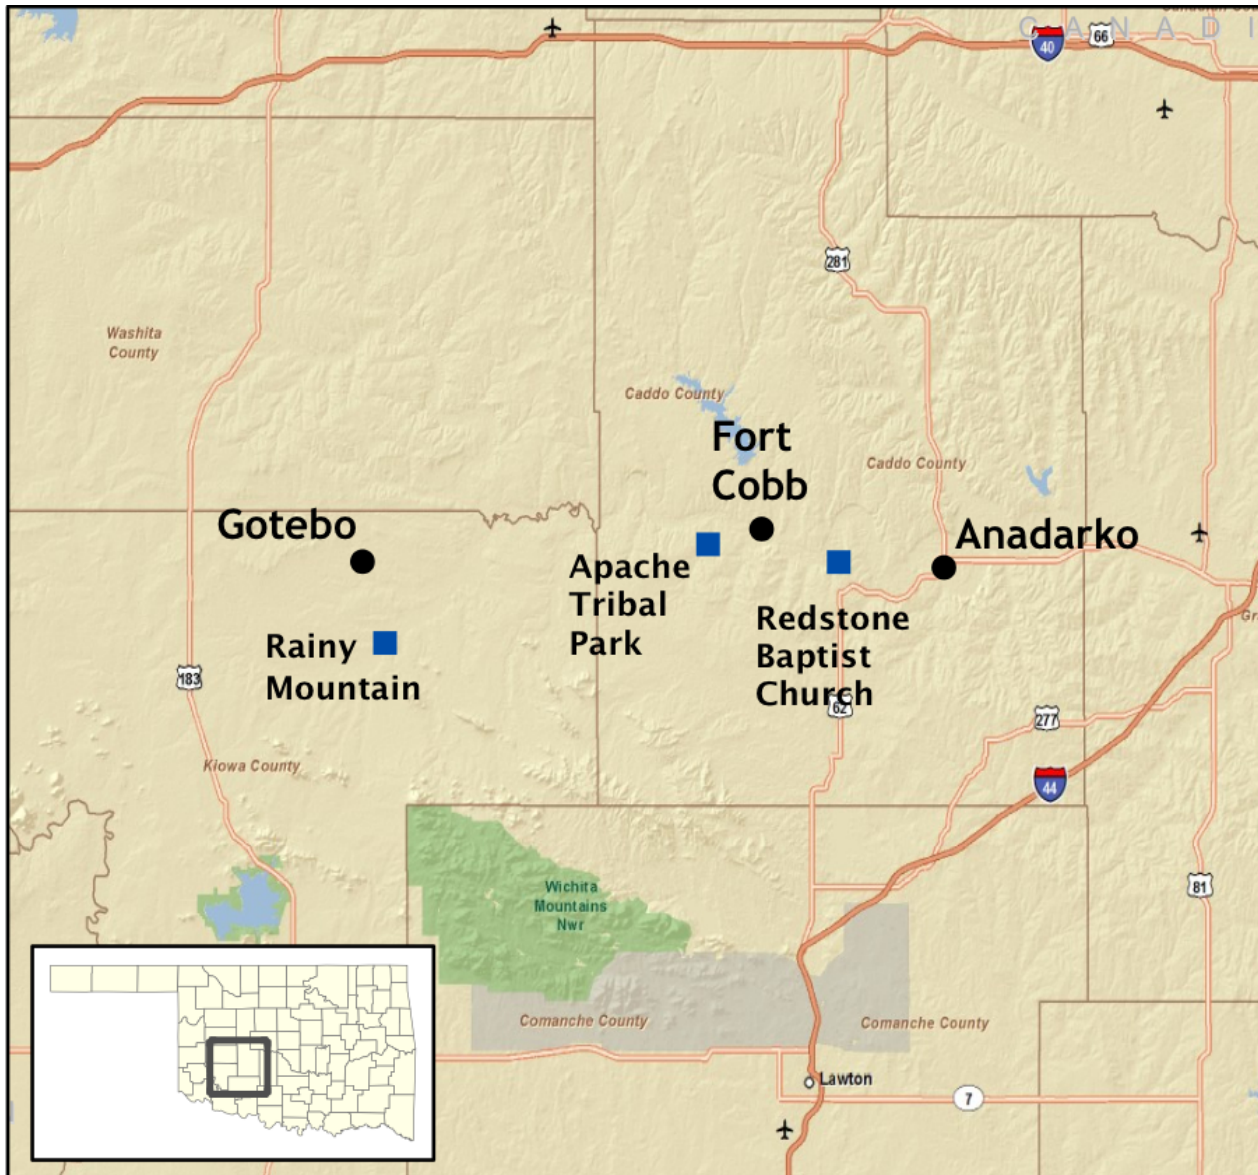 CANADI
40
66
281
Washita
County
Caddo County
Fort
Cobb
Caddo County
Gotebo
Anadarko
Apache
Tribal
Park
Redstone
Baptist
Church
Rainy
Mountain
183
62
277
Kiowa County
44
Wichita
Mountains
Nwr
81
Comanche County
Comanche County
Lawton
7